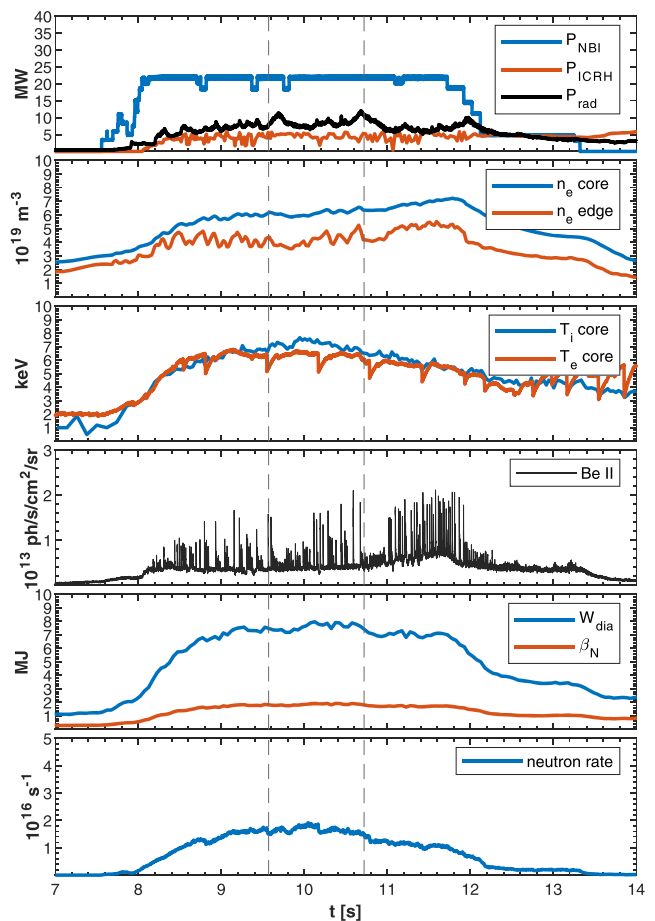 40
35
30
25
20
15
10
5
MW
P_NBI
P_ICRH
P_rad
10
9
8
7
6
5
4
3
2
1
10^19 m^-3
n_e core
n_e edge
10
9
8
7
6
5
4
3
2
1
keV
T_i core
T_e core
3
2
1
10^13 ph/s/cm^2/sr
Be II
10
9
8
7
6
5
4
3
2
1
MJ
W_dia
β_N
5
4
3
2
1
10^16 s^-1
neutron rate
7 8 9 10 11 12 13 14
t [s]